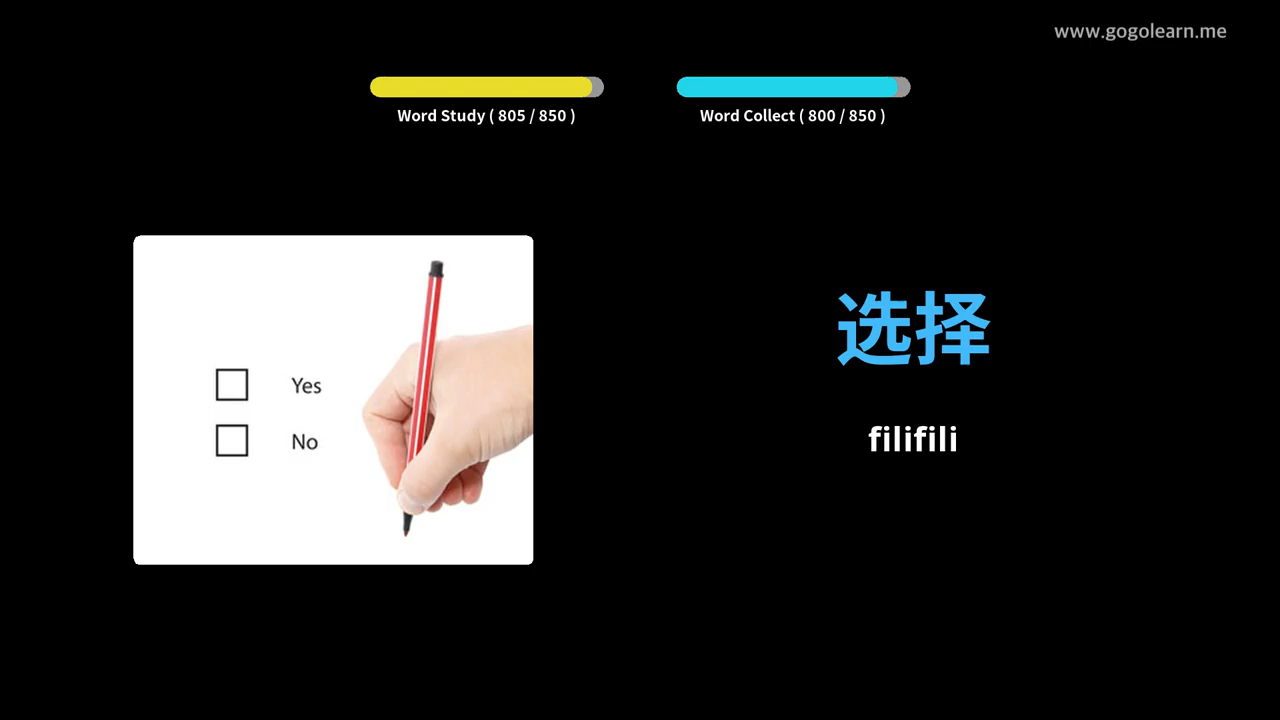 www.gogolearn.me
Word Study ( 805 / 850 )
Word Collect ( 800 / 850 )
Yes
No
选择
filifili